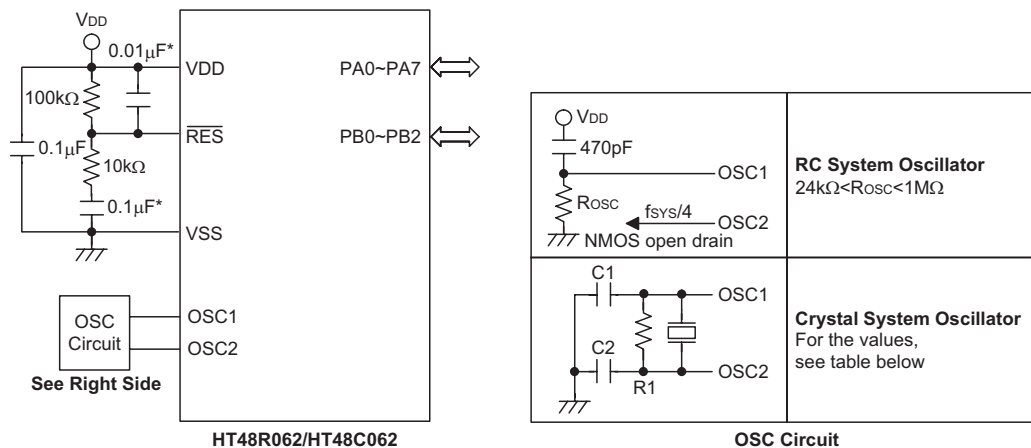 VDD
0.01μF*
VDD
PA0~PA7
100kΩ
RES
PB0~PB2
0.1μF
10kΩ
0.1μF*
VSS
OSC
Circuit
OSC1
OSC2
See Right Side
HT48R062/HT48C062
VDD
470pF
OSC1
ROSC
fSYS/4
OSC2
NMOS open drain
RC System Oscillator
24kΩ<ROSC<1MΩ
C1
OSC1
C2
OSC2
R1
Crystal System Oscillator
For the values,
see table below
OSC Circuit